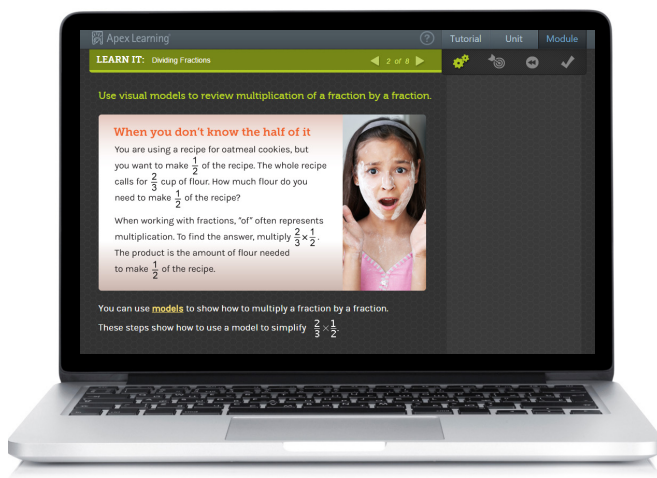 Apex Learning
?
Tutorial Unit Module
LEARN IT: Dividing Fractions
2 of 8
Use visual models to review multiplication of a fraction by a fraction.
When you don't know the half of it
You are using a recipe for oatmeal cookies, but
you want to make 1/2 of the recipe. The whole recipe
calls for 2/3 cup of flour. How much flour do you
need to make 1/2 of the recipe?
When working with fractions, "of" often represents
multiplication. To find the answer, multiply 2/3 × 1/2.
The product is the amount of flour needed
to make 1/2 of the recipe.
You can use models to show how to multiply a fraction by a fraction.
These steps show how to use a model to simplify 2/3 × 1/2.